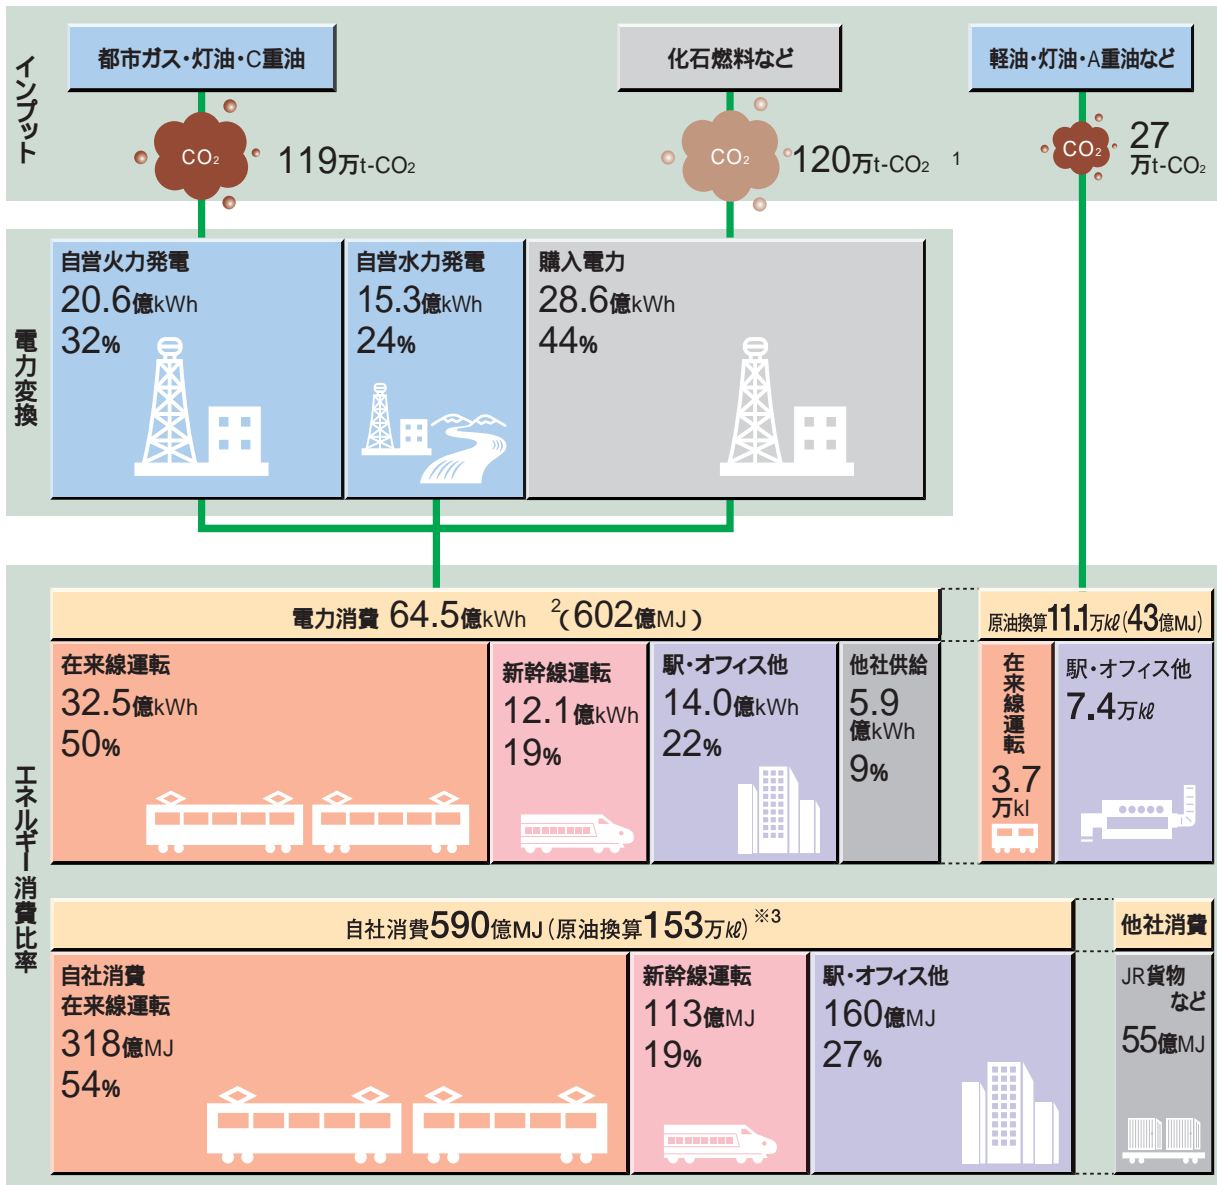 インプット
都市ガス・灯油・C重油
化石燃料など
軽油・灯油・A重油など
CO₂
119万t-CO₂
CO₂
120万t-CO₂ 1
CO₂
27
万t-CO₂
電力変換
自営火力発電
20.6億kWh
32%
自営水力発電
15.3億kWh
24%
購入電力
28.6億kWh
44%
エネルギー消費比率
電力消費 64.5億kWh 2(602億MJ)
原油換算11.1万kℓ(43億MJ)
在来線運転
32.5億kWh
50%
新幹線運転
12.1億kWh
19%
駅・オフィス他
14.0億kWh
22%
他社供給
5.9
億kWh
9%
在来線運転
3.7
万kl
駅・オフィス他
7.4万kℓ
自社消費590億MJ(原油換算153万kℓ)※3
他社消費
自社消費
在来線運転
318億MJ
54%
新幹線運転
113億MJ
19%
駅・オフィス他
160億MJ
27%
JR貨物
など
55億MJ